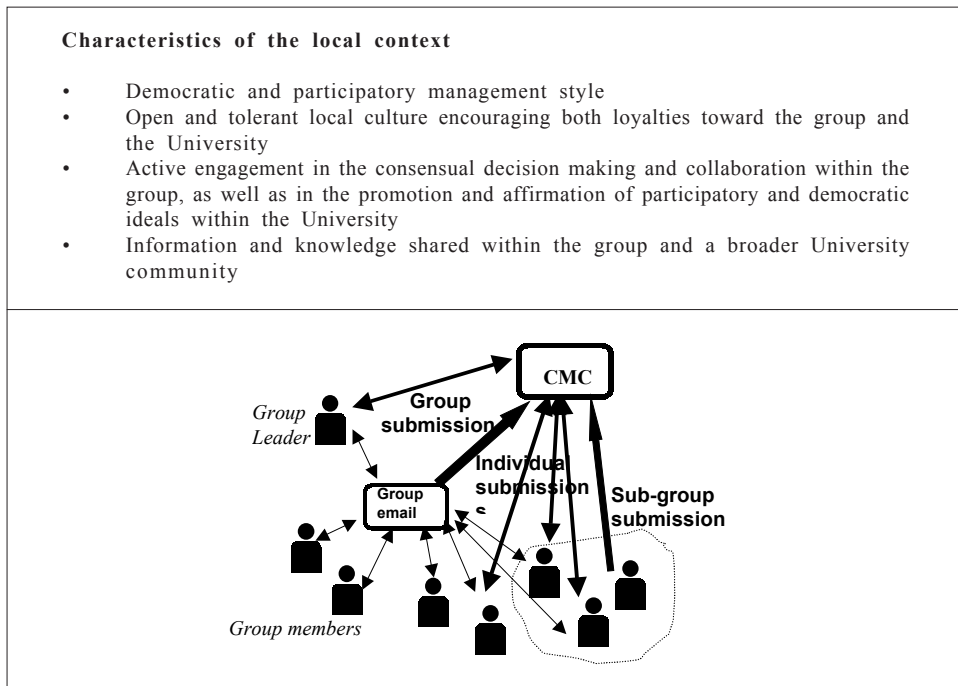 Characteristics of the local context
• Democratic and participatory management style
• Open and tolerant local culture encouraging both loyalties toward the group and
the University
• Active engagement in the consensual decision making and collaboration within the
group, as well as in the promotion and affirmation of participatory and democratic
ideals within the University
• Information and knowledge shared within the group and a broader University
community
CMC
Group
Leader
Group
submission
Individual
submission
s
Group
email
Sub-group
submission
Group members